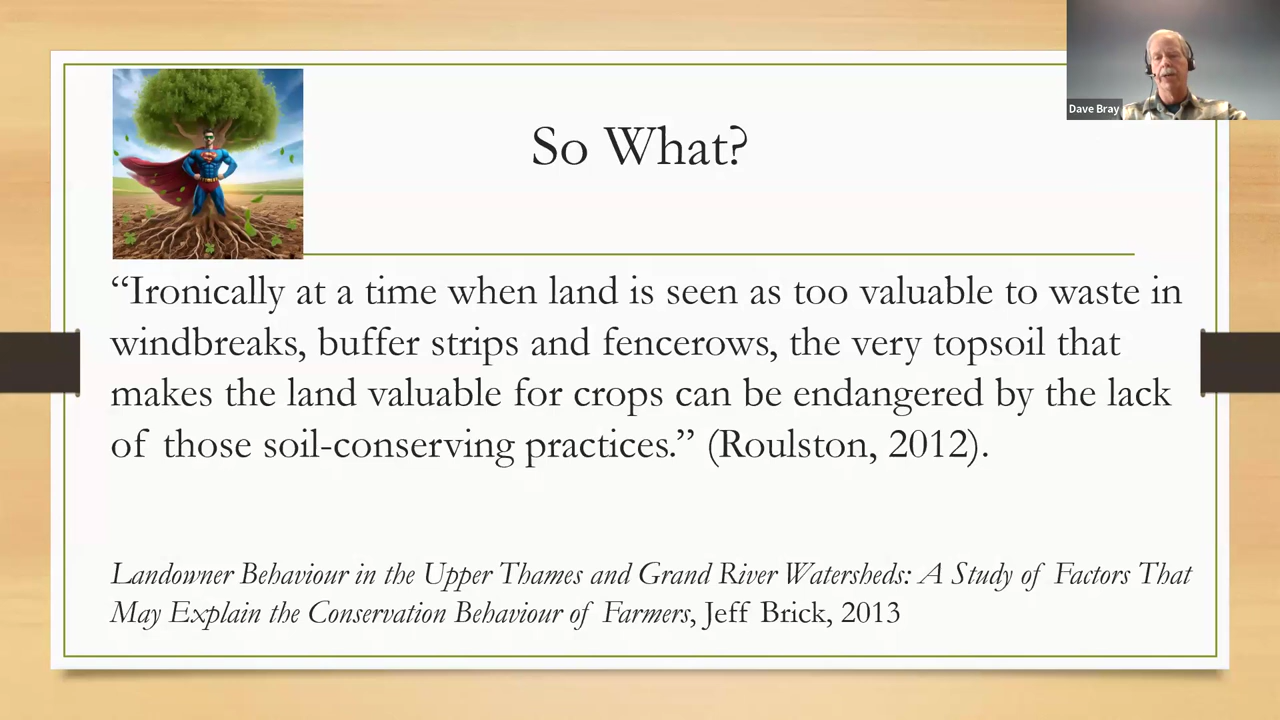 Dave Bray
So What?
“Ironically at a time when land is seen as too valuable to waste in
windbreaks, buffer strips and fencerows, the very topsoil that
makes the land valuable for crops can be endangered by the lack
of those soil-conserving practices.” (Roulston, 2012).
Landowner Behaviour in the Upper Thames and Grand River Watersheds: A Study of Factors That
May Explain the Conservation Behaviour of Farmers, Jeff Brick, 2013